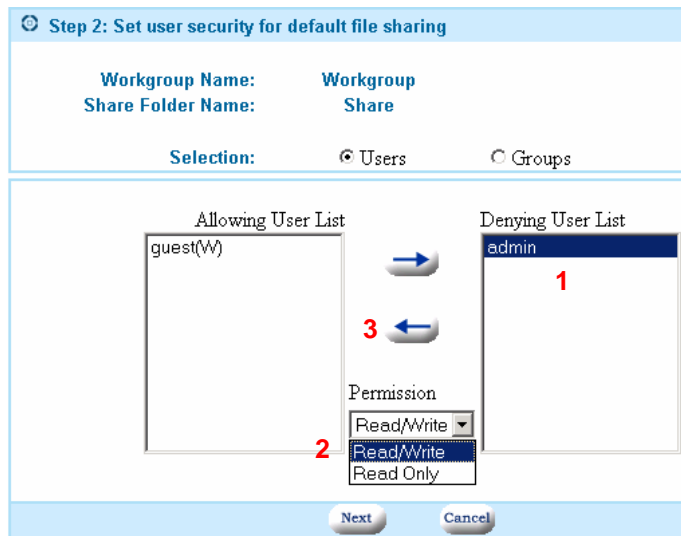 Step 2: Set user security for default file sharing
Workgroup Name: Workgroup
Share Folder Name: Share
Selection: Users Groups
Allowing User List Denying User List
guest(W) admin
1
3
Permission
Read/Write
2 Read/Write
Read Only
Next Cancel